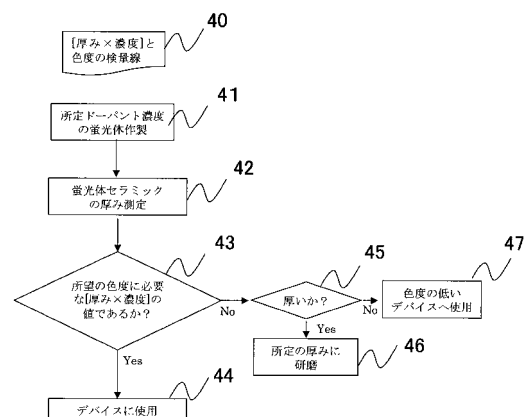 [厚み×濃度]と
色度の検量線
40
所定ドーパント濃度
の蛍光体作製
41
蛍光体セラミック
の厚み測定
42
所望の色度に必要
な[厚み×濃度]の
値であるか?
43
No
厚いか?
45
No
色度の低い
デバイスへ使用
47
Yes
所定の厚みに
研磨
46
Yes
デバイスに使用
44